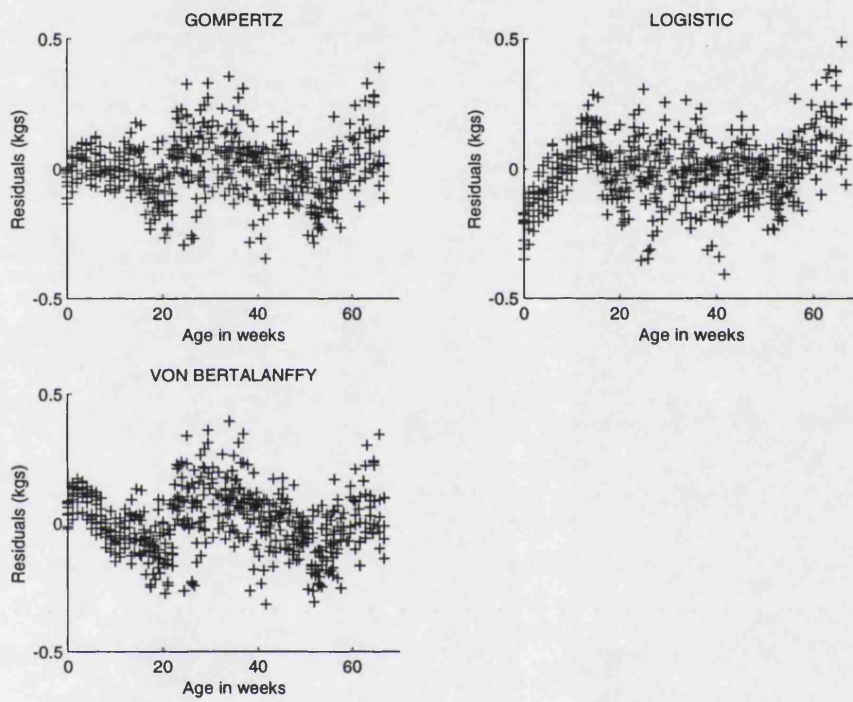 GOMPERTZ
0.5
Residuals (kgs)
0
-0.5
0 20 40 60
Age in weeks
LOGISTIC
0.5
Residuals (kgs)
0
-0.5
0 20 40 60
Age in weeks
VON BERTALANFFY
0.5
Residuals (kgs)
0
-0.5
0 20 40 60
Age in weeks